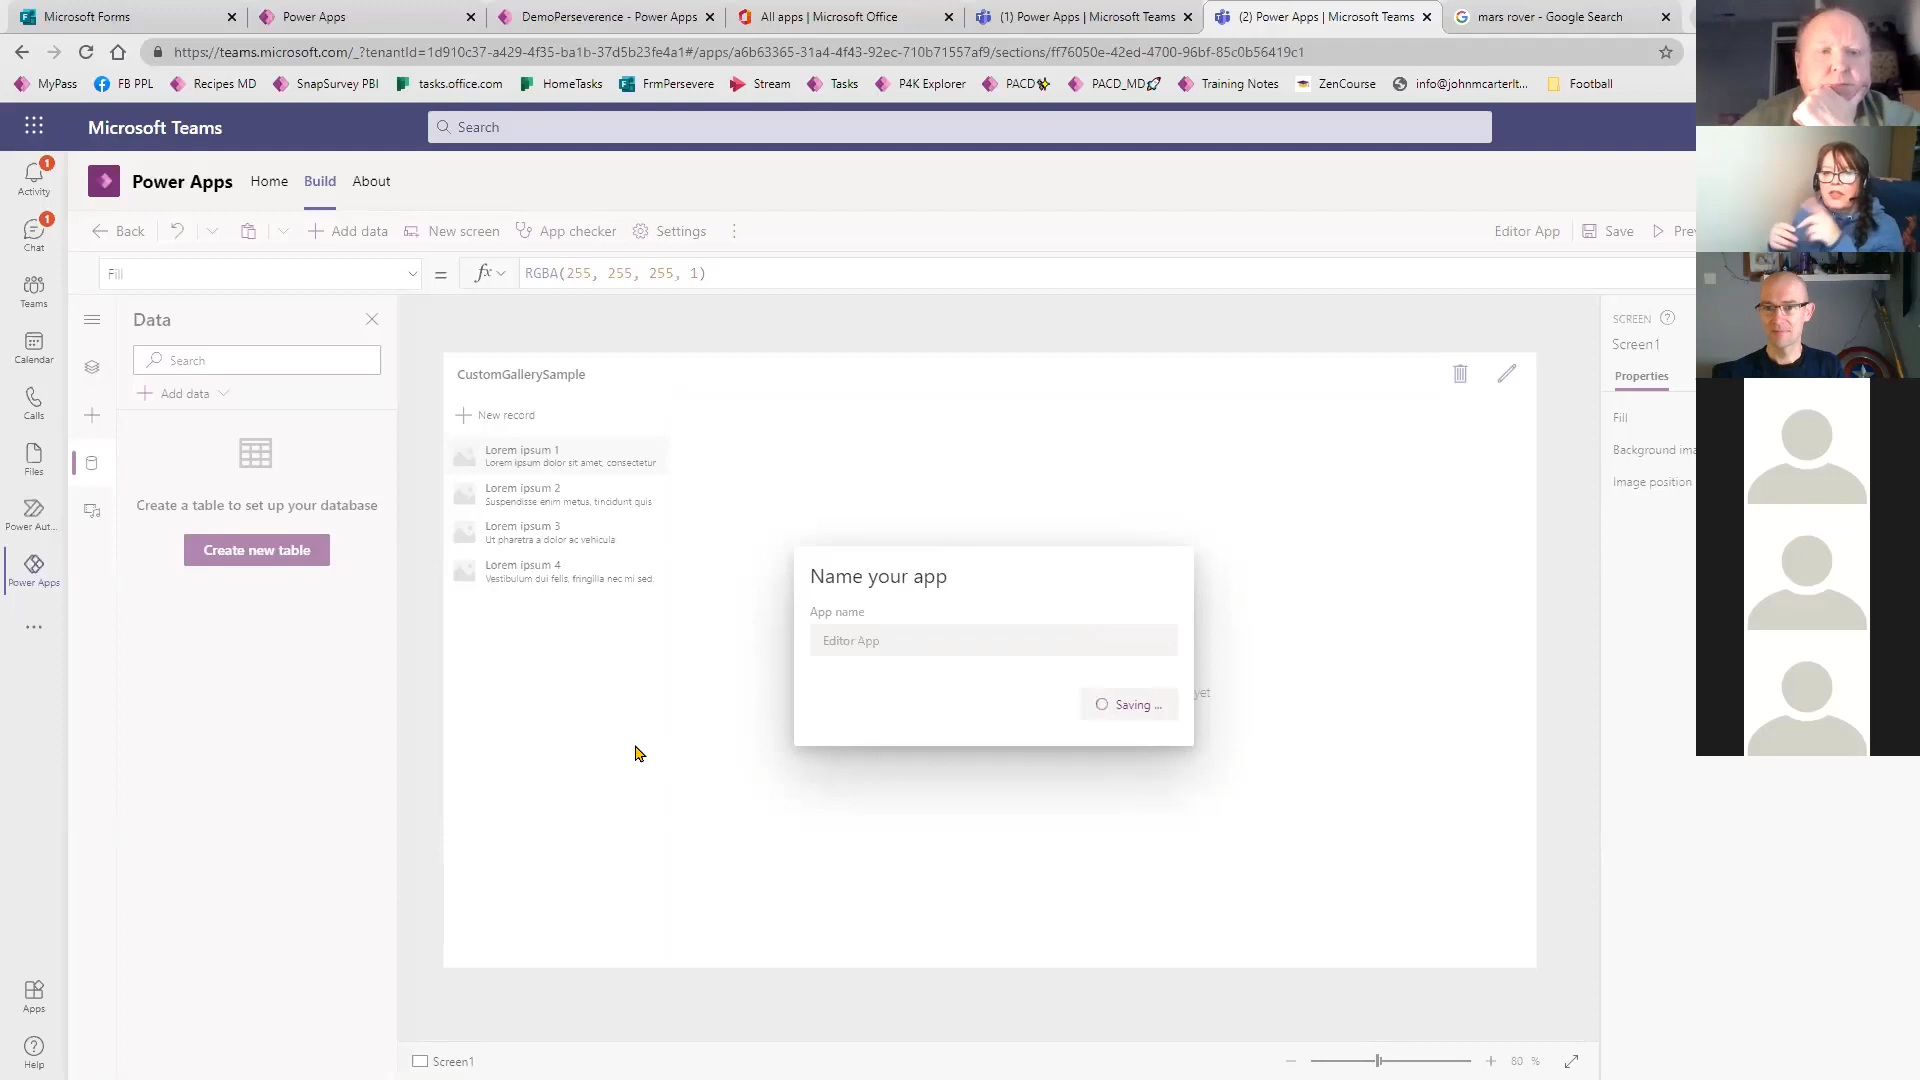 Microsoft Forms
Power Apps
DemoPerseverence - Power Apps
All apps | Microsoft Office
(1) Power Apps | Microsoft Teams
(2) Power Apps | Microsoft Teams
mars rover - Google Search
https://teams.microsoft.com/_?tenantId=1d910c37-a429-4f35-ba1b-37d5b23fe4a1#/apps/a6b63365-31a4-4f43-92ec-710b71557af9/sections/ff76050e-42ed-4700-96bf-85c0b56419c1
MyPass
FB PPL
Recipes MD
SnapSurvey PBI
tasks.office.com
HomeTasks
FrmPersevere
Stream
Tasks
P4K Explorer
PACD
PACD_MD
Training Notes
ZenCourse
info@johnmcarterlt...
Football
Microsoft Teams
Search
Power Apps
Home
Build
About
Back
Add data
New screen
App checker
Settings
Editor App
Save
Pre
Fill
=
fx
RGBA(255, 255, 255, 1)
1
Activity
1
Chat
Teams
Calendar
Calls
Files
Power Aut...
Power Apps
Apps
Help
Data
Search
Add data
Create a table to set up your database
Create new table
CustomGallerySample
New record
Lorem ipsum 1
Lorem ipsum dolor sit amet, consectetur
Lorem ipsum 2
Suspendisse enim metus, tincidunt quis
Lorem ipsum 3
Ut pharetra a dolor ac vehicula.
Lorem ipsum 4
Vestibulum dui felis, fringilla nec mi sed.
Name your app
App name
Editor App
Saving ...
yet
SCREEN
Screen1
Properties
Fill
Background ima
Image position
Screen1
80 %